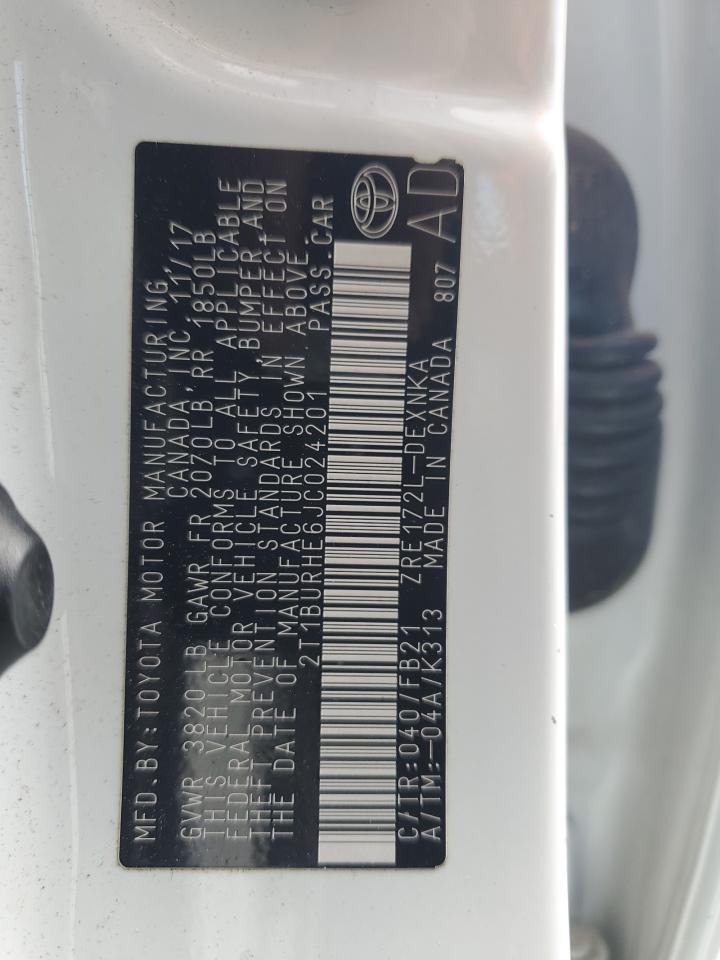 MFD.BY:TOYOTA MOTOR MANUFACTURING,
CANADA,INC.11/17
GVWR 3820 LB GAWR FR 2070LB RR 1850LB
THIS VEHICLE CONFORMS TO ALL APPLICABLE
FEDERAL MOTOR VEHICLE SAFETY,BUMPER,AND
THEFT PREVENTION STANDARDS IN EFFECT ON
THE DATE OF MANUFACTURE SHOWN ABOVE.
2T1BURHE6JC024201 PASS.CAR
C/TR:040/FB21 ZRE172L-DEXNKA
A/TM:-04A/K313 MADE IN CANADA 807 AD